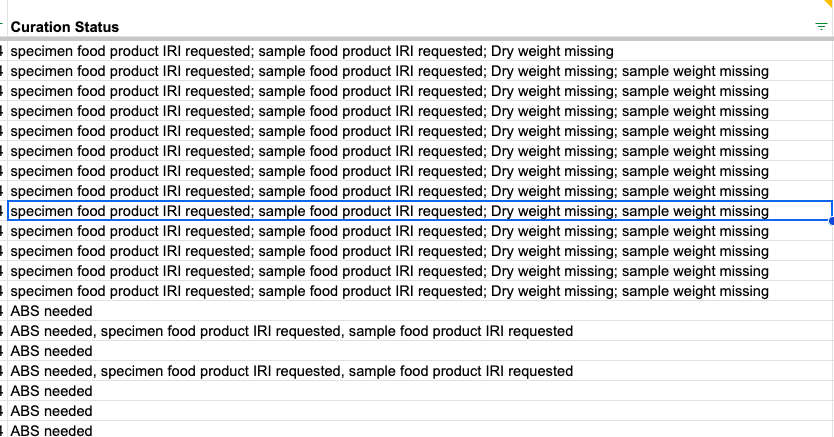 Curation Status
specimen food product IRI requested; sample food product IRI requested; Dry weight missing
specimen food product IRI requested; sample food product IRI requested; Dry weight missing; sample weight missing
specimen food product IRI requested; sample food product IRI requested; Dry weight missing; sample weight missing
specimen food product IRI requested; sample food product IRI requested; Dry weight missing; sample weight missing
specimen food product IRI requested; sample food product IRI requested; Dry weight missing; sample weight missing
specimen food product IRI requested; sample food product IRI requested; Dry weight missing; sample weight missing
specimen food product IRI requested; sample food product IRI requested; Dry weight missing; sample weight missing
specimen food product IRI requested; sample food product IRI requested; Dry weight missing; sample weight missing
specimen food product IRI requested; sample food product IRI requested; Dry weight missing; sample weight missing
specimen food product IRI requested; sample food product IRI requested; Dry weight missing; sample weight missing
specimen food product IRI requested; sample food product IRI requested; Dry weight missing; sample weight missing
specimen food product IRI requested; sample food product IRI requested; Dry weight missing; sample weight missing
specimen food product IRI requested; sample food product IRI requested; Dry weight missing; sample weight missing
ABS needed
ABS needed, specimen food product IRI requested, sample food product IRI requested
ABS needed
ABS needed, specimen food product IRI requested, sample food product IRI requested
ABS needed
ABS needed
ABS needed